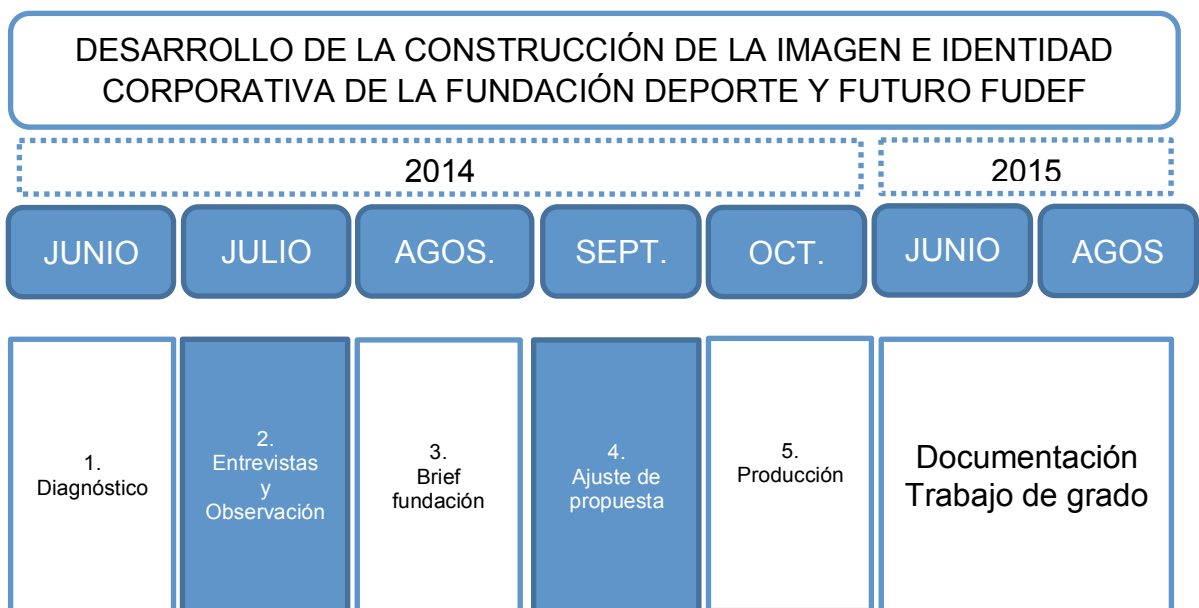 DESARROLLO DE LA CONSTRUCCIÓN DE LA IMAGEN E IDENTIDAD
CORPORATIVA DE LA FUNDACIÓN DEPORTE Y FUTURO FUDEF
2014
2015
JUNIO
JULIO
AGOS.
SEPT.
OCT.
JUNIO
AGOS
1.
Diagnóstico
2.
Entrevistas
y
Observación
3.
Brief
fundación
4.
Ajuste de
propuesta
5.
Producción
Documentación
Trabajo de grado